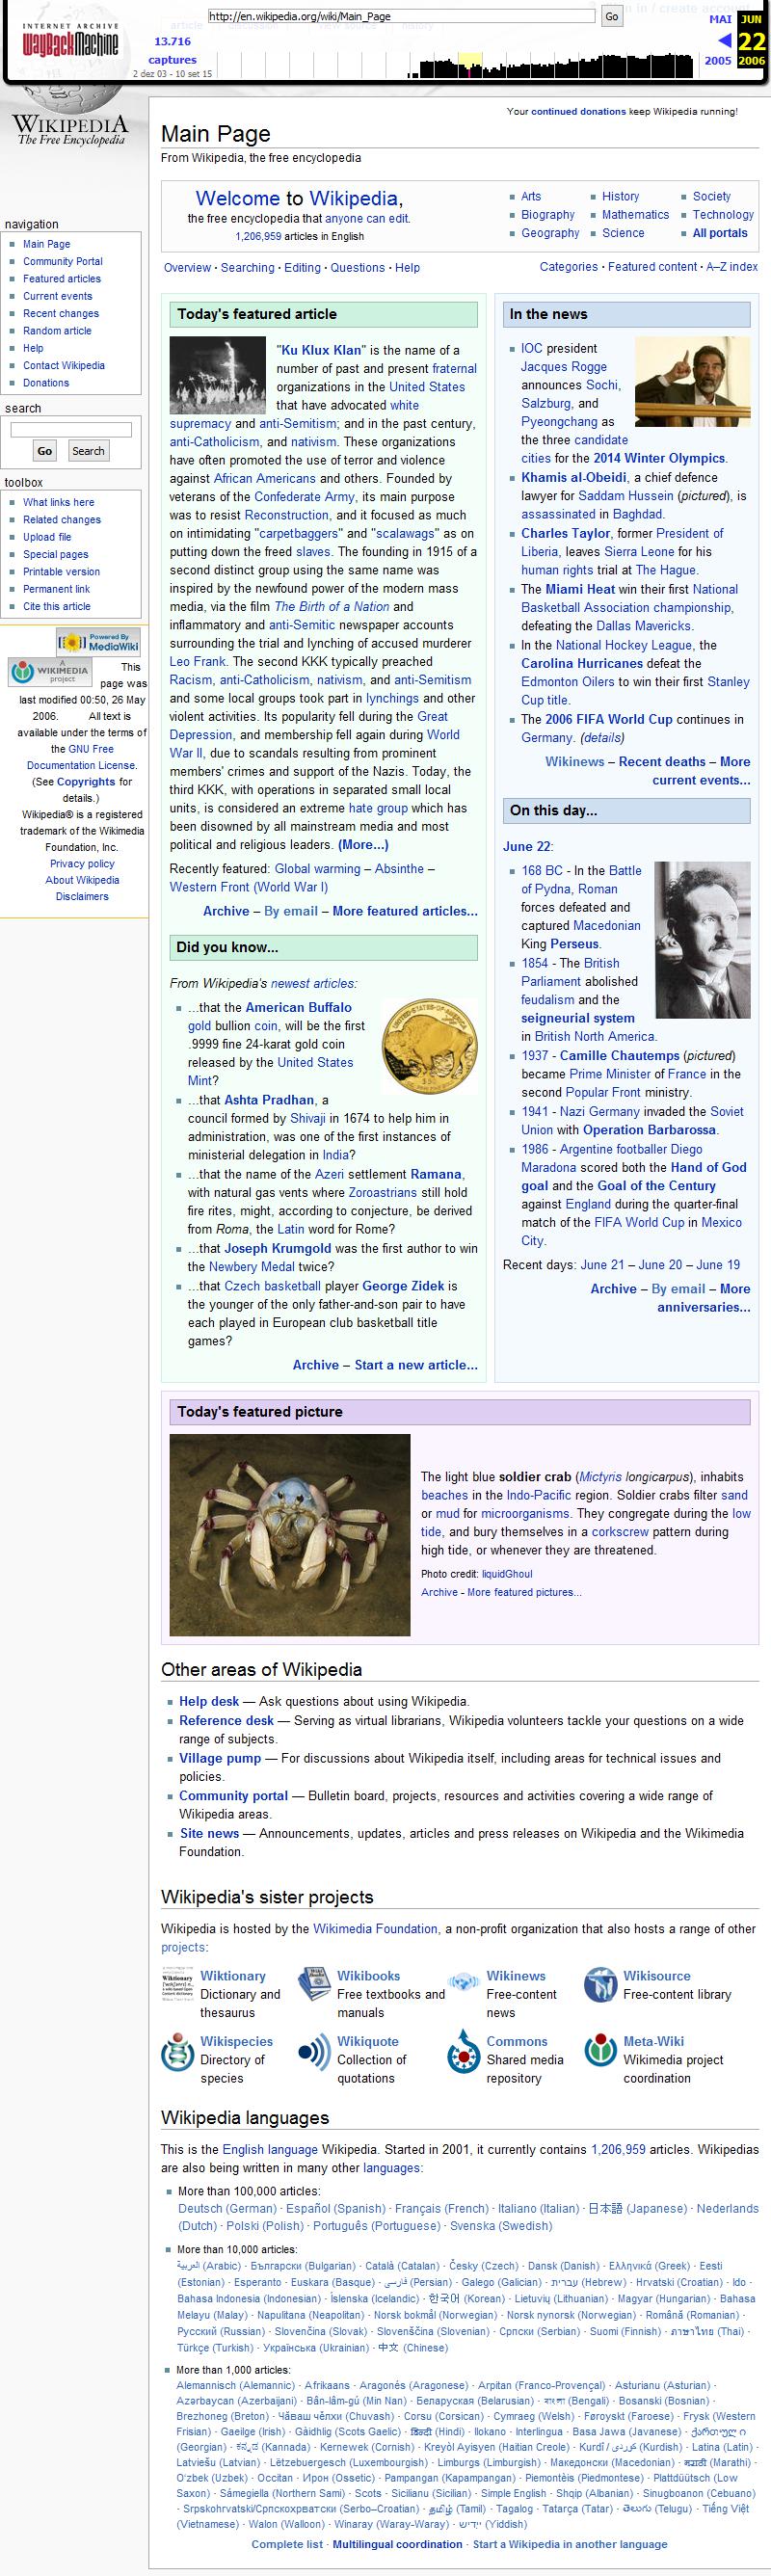 INTERNET ARCHIVE
WayBackMachine
http://en.wikipedia.org/wiki/Main_Page
Go
13.716
captures
2 dez 03 - 10 set 15
MAI
JUN
22
2005
2006
WIKIPEDIA
The Free Encyclopedia
navigation
Main Page
Community Portal
Featured articles
Current events
Recent changes
Random article
Help
Contact Wikipedia
Donations
search
Go
Search
toolbox
What links here
Related changes
Upload file
Special pages
Printable version
Permanent link
Cite this article
Powered By
MediaWiki
A
WIKIMEDIA
project
This
page was
last modified 00:50, 26 May
2006. All text is
available under the terms of
the GNU Free
Documentation License.
(See Copyrights for
details.)
Wikipedia® is a registered
trademark of the Wikimedia
Foundation, Inc.
Privacy policy
About Wikipedia
Disclaimers
Your continued donations keep Wikipedia running!
Main Page
From Wikipedia, the free encyclopedia
Welcome to Wikipedia,
the free encyclopedia that anyone can edit.
1,206,959 articles in English
Arts
History
Society
Biography
Mathematics
Technology
Geography
Science
All portals
Overview · Searching · Editing · Questions · Help
Categories · Featured content · A–Z index
Today's featured article
"Ku Klux Klan" is the name of a
number of past and present fraternal
organizations in the United States
that have advocated white
supremacy and anti-Semitism; and in the past century,
anti-Catholicism, and nativism. These organizations
have often promoted the use of terror and violence
against African Americans and others. Founded by
veterans of the Confederate Army, its main purpose
was to resist Reconstruction, and it focused as much
on intimidating "carpetbaggers" and "scalawags" as on
putting down the freed slaves. The founding in 1915 of a
second distinct group using the same name was
inspired by the newfound power of the modern mass
media, via the film The Birth of a Nation and
inflammatory and anti-Semitic newspaper accounts
surrounding the trial and lynching of accused murderer
Leo Frank. The second KKK typically preached
Racism, anti-Catholicism, nativism, and anti-Semitism
and some local groups took part in lynchings and other
violent activities. Its popularity fell during the Great
Depression, and membership fell again during World
War II, due to scandals resulting from prominent
members' crimes and support of the Nazis. Today, the
third KKK, with operations in separated small local
units, is considered an extreme hate group which has
been disowned by all mainstream media and most
political and religious leaders. (More...)
Recently featured: Global warming – Absinthe –
Western Front (World War I)
Archive – By email – More featured articles...
Did you know...
From Wikipedia's newest articles:
...that the American Buffalo
gold bullion coin, will be the first
.9999 fine 24-karat gold coin
released by the United States
Mint?
...that Ashta Pradhan, a
council formed by Shivaji in 1674 to help him in
administration, was one of the first instances of
ministerial delegation in India?
...that the name of the Azeri settlement Ramana,
with natural gas vents where Zoroastrians still hold
fire rites, might, according to conjecture, be derived
from Roma, the Latin word for Rome?
...that Joseph Krumgold was the first author to win
the Newbery Medal twice?
...that Czech basketball player George Zidek is
the younger of the only father-and-son pair to have
each played in European club basketball title
games?
Archive – Start a new article...
In the news
IOC president
Jacques Rogge
announces Sochi,
Salzburg, and
Pyeongchang as
the three candidate
cities for the 2014 Winter Olympics.
Khamis al-Obeidi, a chief defence
lawyer for Saddam Hussein (pictured), is
assassinated in Baghdad.
Charles Taylor, former President of
Liberia, leaves Sierra Leone for his
human rights trial at The Hague.
The Miami Heat win their first National
Basketball Association championship,
defeating the Dallas Mavericks.
In the National Hockey League, the
Carolina Hurricanes defeat the
Edmonton Oilers to win their first Stanley
Cup title.
The 2006 FIFA World Cup continues in
Germany. (details)
Wikinews – Recent deaths – More
current events...
On this day...
June 22:
168 BC - In the Battle
of Pydna, Roman
forces defeated and
captured Macedonian
King Perseus.
1854 - The British
Parliament abolished
feudalism and the
seigneurial system
in British North America.
1937 - Camille Chautemps (pictured)
became Prime Minister of France in the
second Popular Front ministry.
1941 - Nazi Germany invaded the Soviet
Union with Operation Barbarossa.
1986 - Argentine footballer Diego
Maradona scored both the Hand of God
goal and the Goal of the Century
against England during the quarter-final
match of the FIFA World Cup in Mexico
City.
Recent days: June 21 – June 20 – June 19
Archive – By email – More
anniversaries...
Today's featured picture
The light blue soldier crab (Mictyris longicarpus), inhabits
beaches in the Indo-Pacific region. Soldier crabs filter sand
or mud for microorganisms. They congregate during the low
tide, and bury themselves in a corkscrew pattern during
high tide, or whenever they are threatened.
Photo credit: liquidGhoul
Archive - More featured pictures...
Other areas of Wikipedia
Help desk — Ask questions about using Wikipedia.
Reference desk — Serving as virtual librarians, Wikipedia volunteers tackle your questions on a wide
range of subjects.
Village pump — For discussions about Wikipedia itself, including areas for technical issues and
policies.
Community portal — Bulletin board, projects, resources and activities covering a wide range of
Wikipedia areas.
Site news — Announcements, updates, articles and press releases on Wikipedia and the Wikimedia
Foundation.
Wikipedia's sister projects
Wikipedia is hosted by the Wikimedia Foundation, a non-profit organization that also hosts a range of other
projects:
Wiktionary
Dictionary and
thesaurus
Wikibooks
Free textbooks and
manuals
Wikinews
Free-content
news
Wikisource
Free-content library
Wikispecies
Directory of
species
Wikiquote
Collection of
quotations
Commons
Shared media
repository
Meta-Wiki
Wikimedia project
coordination
Wikipedia languages
This is the English language Wikipedia. Started in 2001, it currently contains 1,206,959 articles. Wikipedias
are also being written in many other languages:
More than 100,000 articles:
Deutsch (German) · Español (Spanish) · Français (French) · Italiano (Italian) · 日本語 (Japanese) · Nederlands
(Dutch) · Polski (Polish) · Português (Portuguese) · Svenska (Swedish)
More than 10,000 articles:
العربية (Arabic) · Български (Bulgarian) · Català (Catalan) · Česky (Czech) · Dansk (Danish) · Ελληνικά (Greek) · Eesti
(Estonian) · Esperanto · Euskara (Basque) · فارسی (Persian) · Galego (Galician) · עברית (Hebrew) · Hrvatski (Croatian) · Ido ·
Bahasa Indonesia (Indonesian) · Íslenska (Icelandic) · 한국어 (Korean) · Lietuvių (Lithuanian) · Magyar (Hungarian) · Bahasa
Melayu (Malay) · Napulitana (Neapolitan) · Norsk bokmål (Norwegian) · Norsk nynorsk (Norwegian) · Română (Romanian) ·
Русский (Russian) · Slovenčina (Slovak) · Slovenščina (Slovenian) · Српски (Serbian) · Suomi (Finnish) · ภาษาไทย (Thai) ·
Türkçe (Turkish) · Українська (Ukrainian) · 中文 (Chinese)
More than 1,000 articles:
Alemannisch (Alemannic) · Afrikaans · Aragonés (Aragonese) · Arpitan (Franco-Provençal) · Asturianu (Asturian) ·
Azərbaycan (Azerbaijani) · Bân-lâm-gú (Min Nan) · Беларуская (Belarusian) · বাংলা (Bengali) · Bosanski (Bosnian) ·
Brezhoneg (Breton) · Чăваш чěлхи (Chuvash) · Corsu (Corsican) · Cymraeg (Welsh) · Føroyskt (Faroese) · Frysk (Western
Frisian) · Gaeilge (Irish) · Gàidhlig (Scots Gaelic) · हिन्दी (Hindi) · Ilokano · Interlingua · Basa Jawa (Javanese) · ქართული
(Georgian) · ಕನ್ನಡ (Kannada) · Kernewek (Cornish) · Kreyòl Ayisyen (Haitian Creole) · Kurdî / كوردی (Kurdish) · Latina (Latin) ·
Latviešu (Latvian) · Lëtzebuergesch (Luxembourgish) · Limburgs (Limburgish) · Македонски (Macedonian) · मराठी (Marathi) ·
O'zbek (Uzbek) · Occitan · Ирон (Ossetic) · Pampangan (Kapampangan) · Piemontèis (Piedmontese) · Plattdüütsch (Low
Saxon) · Sámegiella (Northern Sami) · Scots · Sicilianu (Sicilian) · Simple English · Shqip (Albanian) · Sinugboanon (Cebuano)
· Srpskohrvatski/Српскохрватски (Serbo–Croatian) · தமிழ் (Tamil) · Tagalog · Tatarça (Tatar) · తెలుగు (Telugu) · Tiếng Việt
(Vietnamese) · Walon (Walloon) · Winaray (Waray-Waray) · ייִדיש (Yiddish)
Complete list · Multilingual coordination · Start a Wikipedia in another language